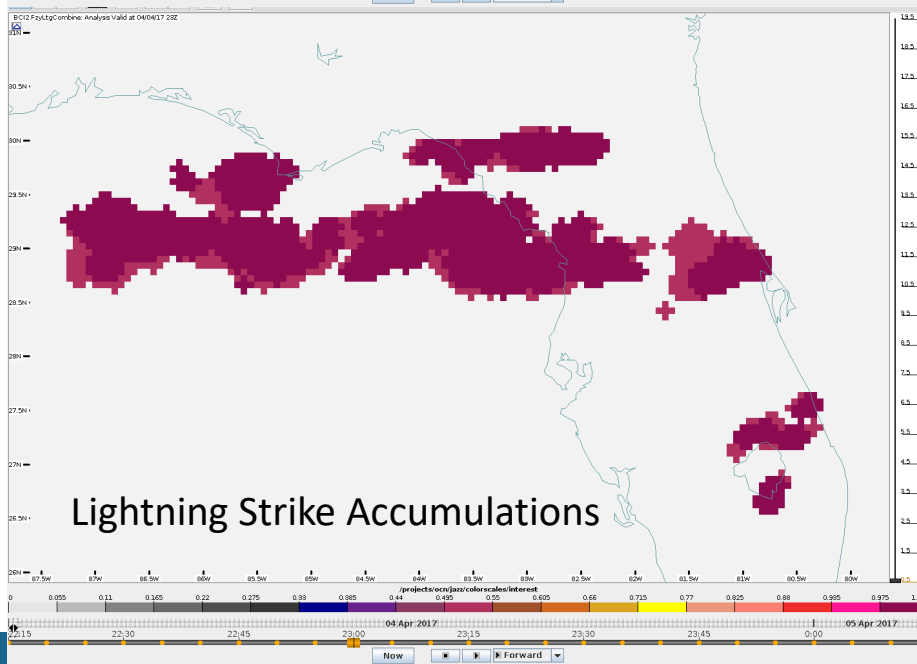 BCI2 FzyLtgCombine: Analysis Valid at 04/04/17 23Z
31N
30.5N
30N
29.5N
29N
28.5N
28N
27.5N
27N
26.5N
26N
19.5
18.5
17.5
16.5
15.5
14.5
13.5
12.5
11.5
10.5
9.5
8.5
7.5
6.5
5.5
4.5
3.5
2.5
1.5
0.5
Lightning Strike Accumulations
87.5W 87W 86.5W 86W 85.5W 85W 84.5W 84W 83.5W 83W 82.5W 82W 81.5W 81W 80.5W 80W
/projects/ocn/jazz/colorscales/interest
0 0.055 0.11 0.165 0.22 0.275 0.33 0.385 0.44 0.495 0.55 0.605 0.66 0.715 0.77 0.825 0.88 0.935 0.975
04 Apr 2017 05 Apr 2017
22:15 22:30 22:45 23:00 23:15 23:30 23:45 0:00
Now Forward